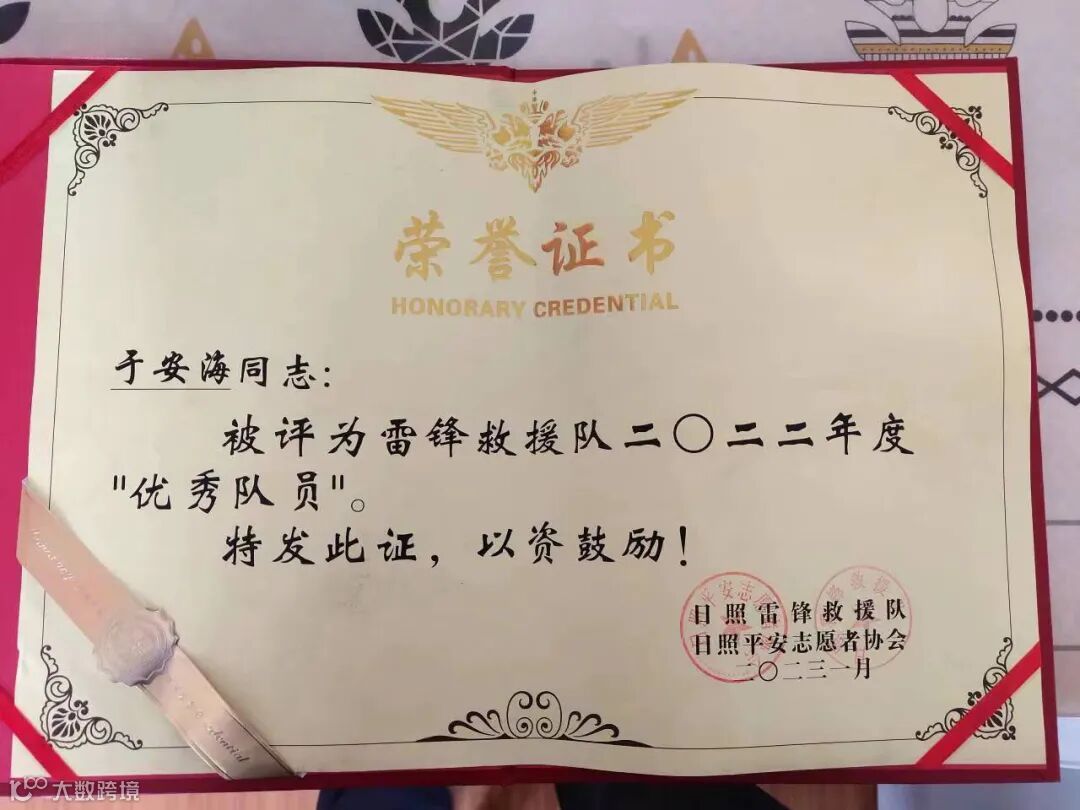 荣誉证书
HONORARY CREDENTIAL
于安海同志:
被评为雷锋救援队二〇二二年度
"优秀队员"。
特发此证，以资鼓励！
日照雷锋救援队
日照平安志愿者协会
二〇二三一月
大数跨境